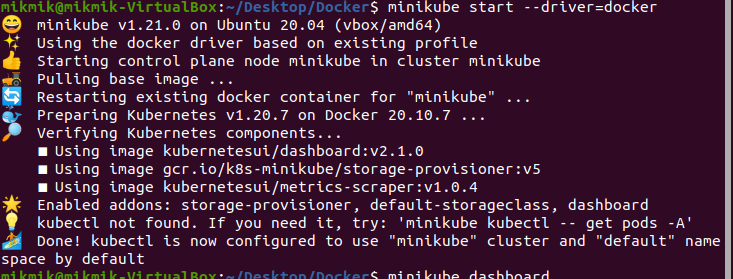 mikmik@mikmik-VirtualBox:~/Desktop/Docker$ minikube start --driver=docker
minikube v1.21.0 on Ubuntu 20.04 (vbox/amd64)
Using the docker driver based on existing profile
Starting control plane node minikube in cluster minikube
Pulling base image ...
Restarting existing docker container for "minikube" ...
Preparing Kubernetes v1.20.7 on Docker 20.10.7 ...
Verifying Kubernetes components...
■ Using image kubernetesui/dashboard:v2.1.0
■ Using image gcr.io/k8s-minikube/storage-provisioner:v5
■ Using image kubernetesui/metrics-scraper:v1.0.4
Enabled addons: storage-provisioner, default-storageclass, dashboard
kubectl not found. If you need it, try: 'minikube kubectl -- get pods -A'
Done! kubectl is now configured to use "minikube" cluster and "default" name
space by default
mikmik@mikmik-VirtualBox:~/Desktop/Docker$ minikube dashboard